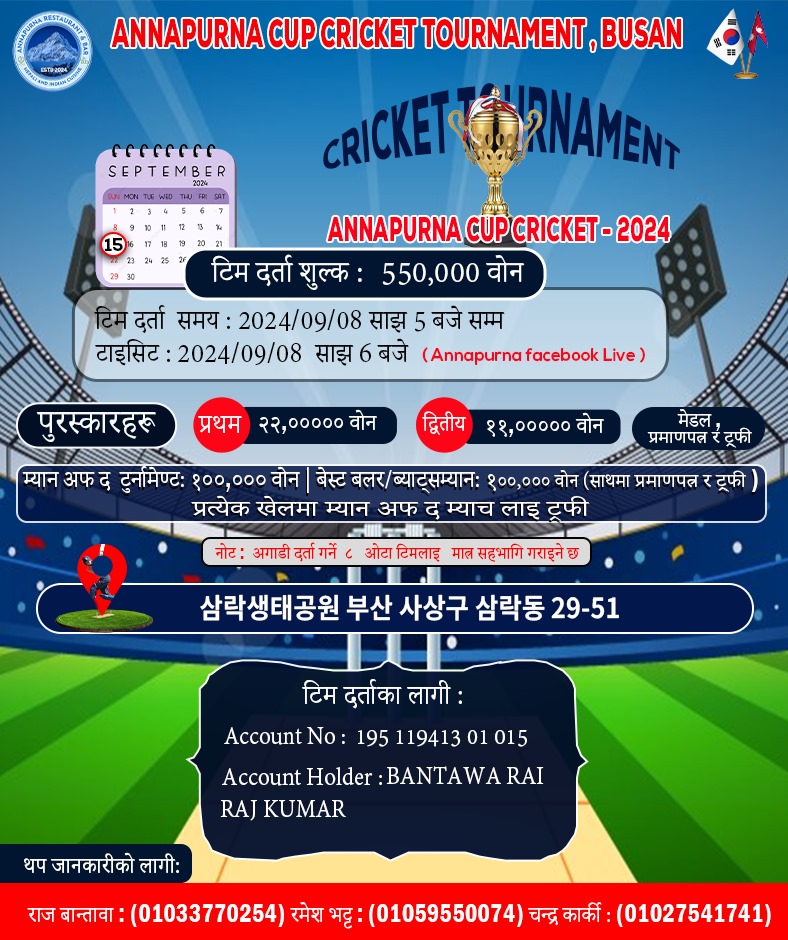 ANNAPURNA RESTAURANT & BAR
ESTD 2024
NEPALI AND INDIAN CUISINE
ANNAPURNA CUP CRICKET TOURNAMENT , BUSAN
CRICKET TOURNAMENT
SEPTEMBER
2024
SUN MON TUE WED THU FRI SAT
1 2 3 4 5 6 7
8 9 10 11 12 13 14
15 16 17 18 19 20 21
22 23 24 25 26
29 30
ANNAPURNA CUP CRICKET - 2024
टिम दर्ता शुल्क : 550,000 वोन
टिम दर्ता समय : 2024/09/08 साझ 5 बजे सम्म
टाइसिट : 2024/09/08 साझ 6 बजे ( Annapurna facebook Live )
पुरस्कारहरू
प्रथम २२,००००० वोन
द्वितीय ११,००००० वोन
मेडल ,
प्रमाणपत्र र ट्रफी
म्यान अफ द टुर्नामेण्ट: १००,००० वोन | बेस्ट बलर/ब्याट्सम्यान: १००,००० वोन (साथमा प्रमाणपत्र र ट्रफी )
प्रत्येक खेलमा म्यान अफ द म्याच लाइ ट्रफी
नोट : अगाडी दर्ता गर्ने ८ ओटा टिमलाइ मात्र सहभागि गराइने छ
삼락생태공원 부산 사상구 삼락동 29-51
टिम दर्ताका लागी :
Account No : 195 119413 01 015
Account Holder : BANTAWA RAI
RAJ KUMAR
थप जानकारीको लागी:
राज बान्तावा : (01033770254) रमेश भट्ट : (01059550074) चन्द्र कार्की : (01027541741)